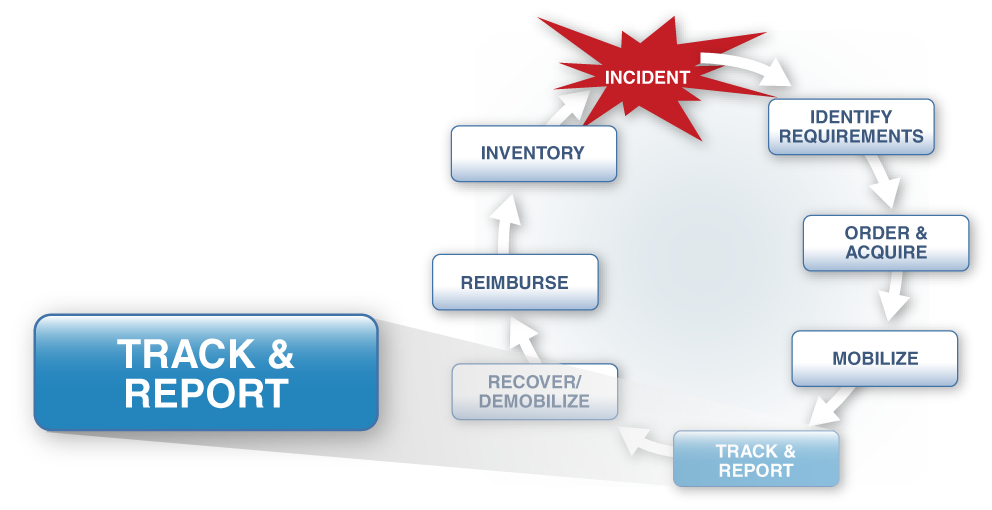 INCIDENT
IDENTIFY
REQUIREMENTS
ORDER &
ACQUIRE
MOBILIZE
TRACK &
REPORT
RECOVER/
DEMOBILIZE
REIMBURSE
INVENTORY
TRACK &
REPORT